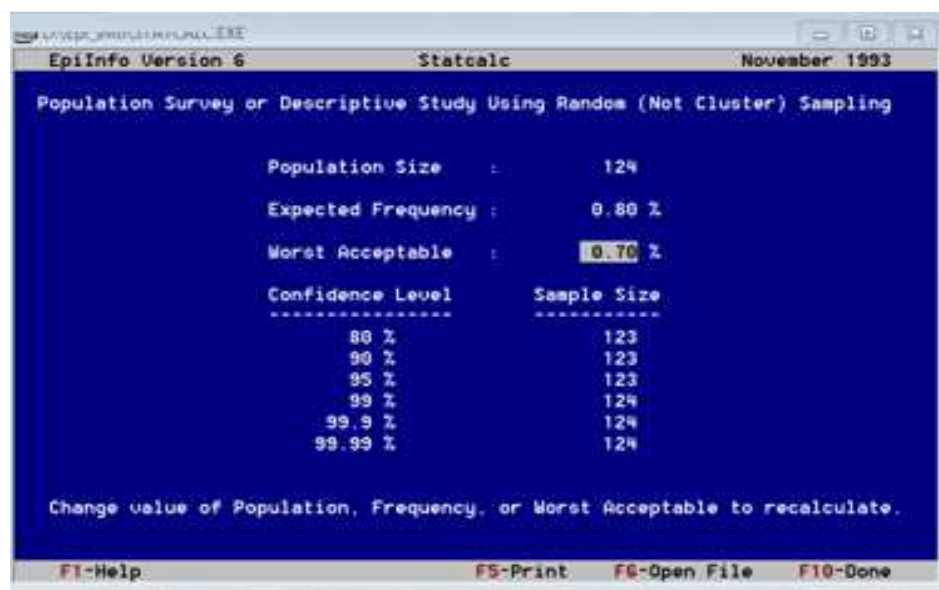 EpiInfo Version 6 Statcalc November 1993
Population Survey or Descriptive Study Using Random (Not Cluster) Sampling
Population Size : 124
Expected Frequency : 0.80 %
Worst Acceptable : 0.70 %
Confidence Level Sample Size
---------------- -----------
80 % 123
90 % 123
95 % 123
99 % 124
99.9 % 124
99.99 % 124
Change value of Population, Frequency, or Worst Acceptable to recalculate.
F1-Help F5-Print F6-Open File F10-Done